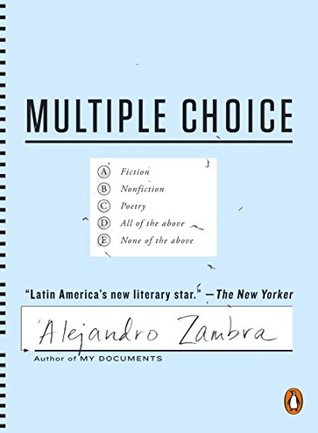 MULTIPLE CHOICE
A Fiction
B Nonfiction
C Poetry
D All of the above
E None of the above
“Latin America's new literary star.” —The New Yorker
Alejandro Zambra
Author of MY DOCUMENTS